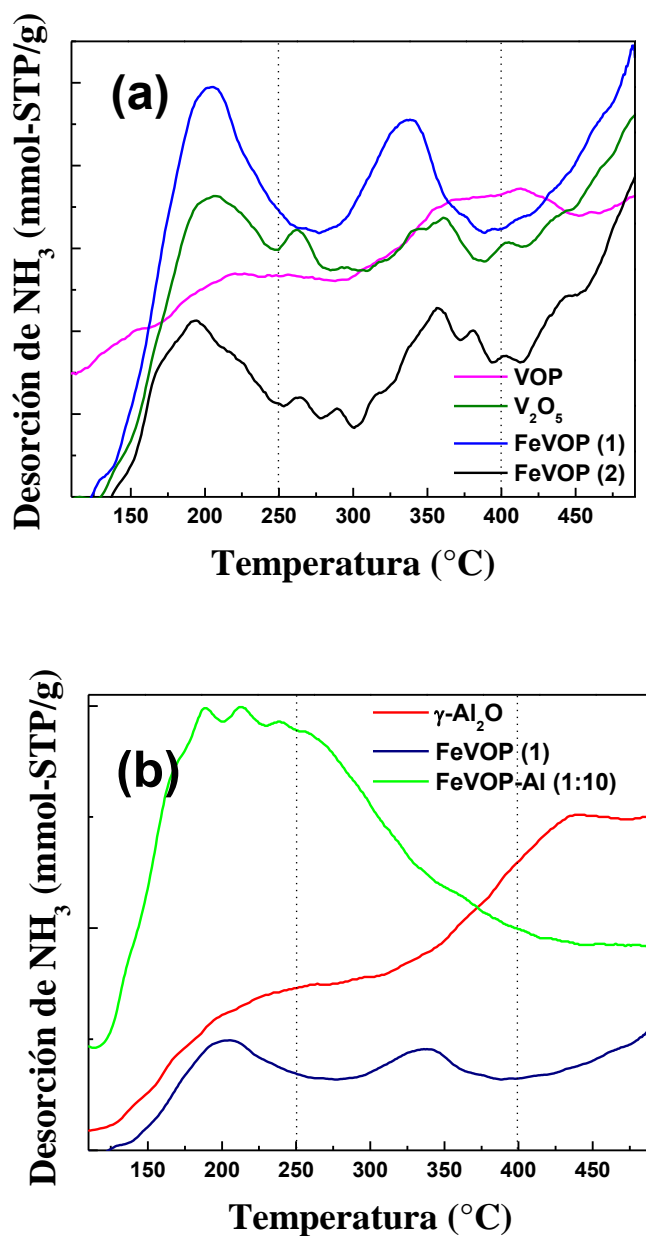 (a)
Desorción de NH3 (mmol-STP/g)
VOP
V2O5
FeVOP (1)
FeVOP (2)
150 200 250 300 350 400 450
Temperatura (°C)
(b)
Desorción de NH3 (mmol-STP/g)
γ-Al2O
FeVOP (1)
FeVOP-Al (1:10)
150 200 250 300 350 400 450
Temperatura (°C)